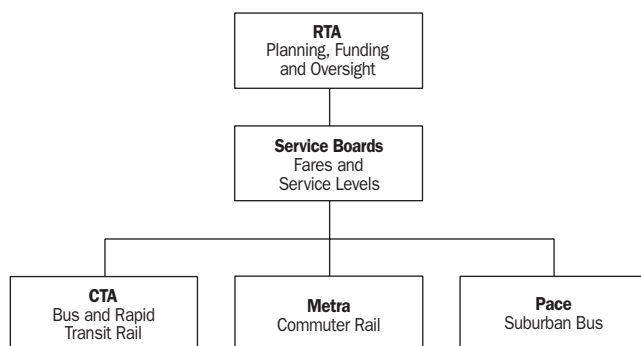 RTA
Planning, Funding
and Oversight
Service Boards
Fares and
Service Levels
CTA
Bus and Rapid
Transit Rail
Metra
Commuter Rail
Pace
Suburban Bus